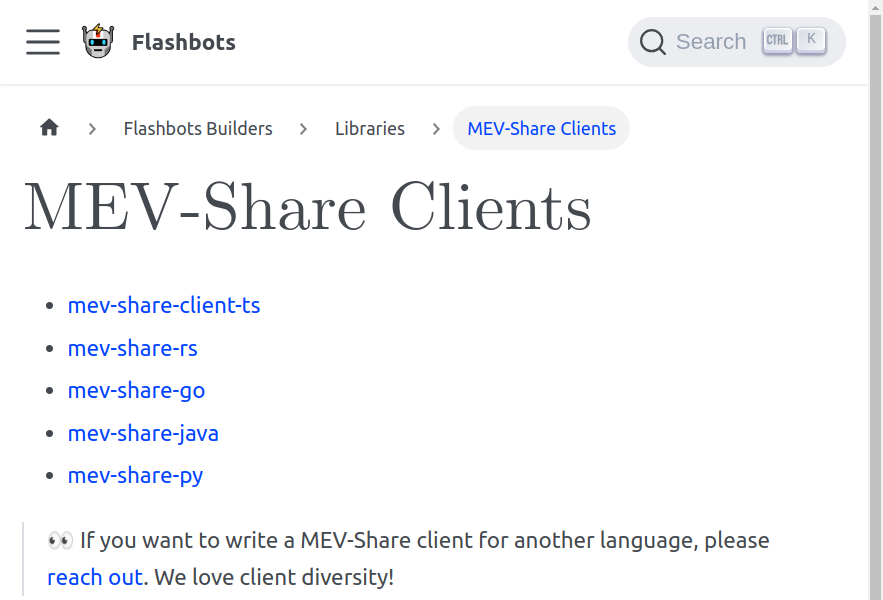 Flashbots
Search CTRL K
Flashbots Builders > Libraries > MEV-Share Clients
MEV-Share Clients
mev-share-client-ts
mev-share-rs
mev-share-go
mev-share-java
mev-share-py
👀 If you want to write a MEV-Share client for another language, please
reach out. We love client diversity!